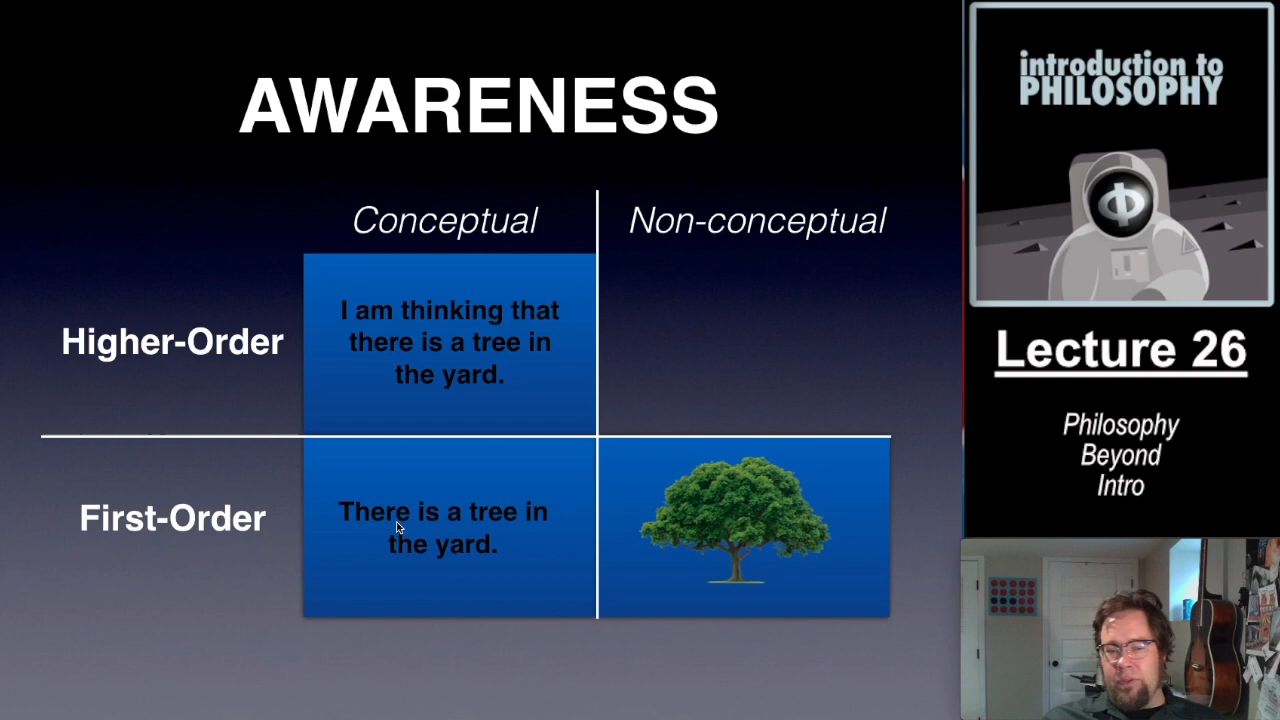 AWARENESS
Conceptual
Non-conceptual
Higher-Order
I am thinking that
there is a tree in
the yard.
First-Order
There is a tree in
the yard.
introduction to
PHILOSOPHY
Φ
Lecture 26
Philosophy
Beyond
Intro